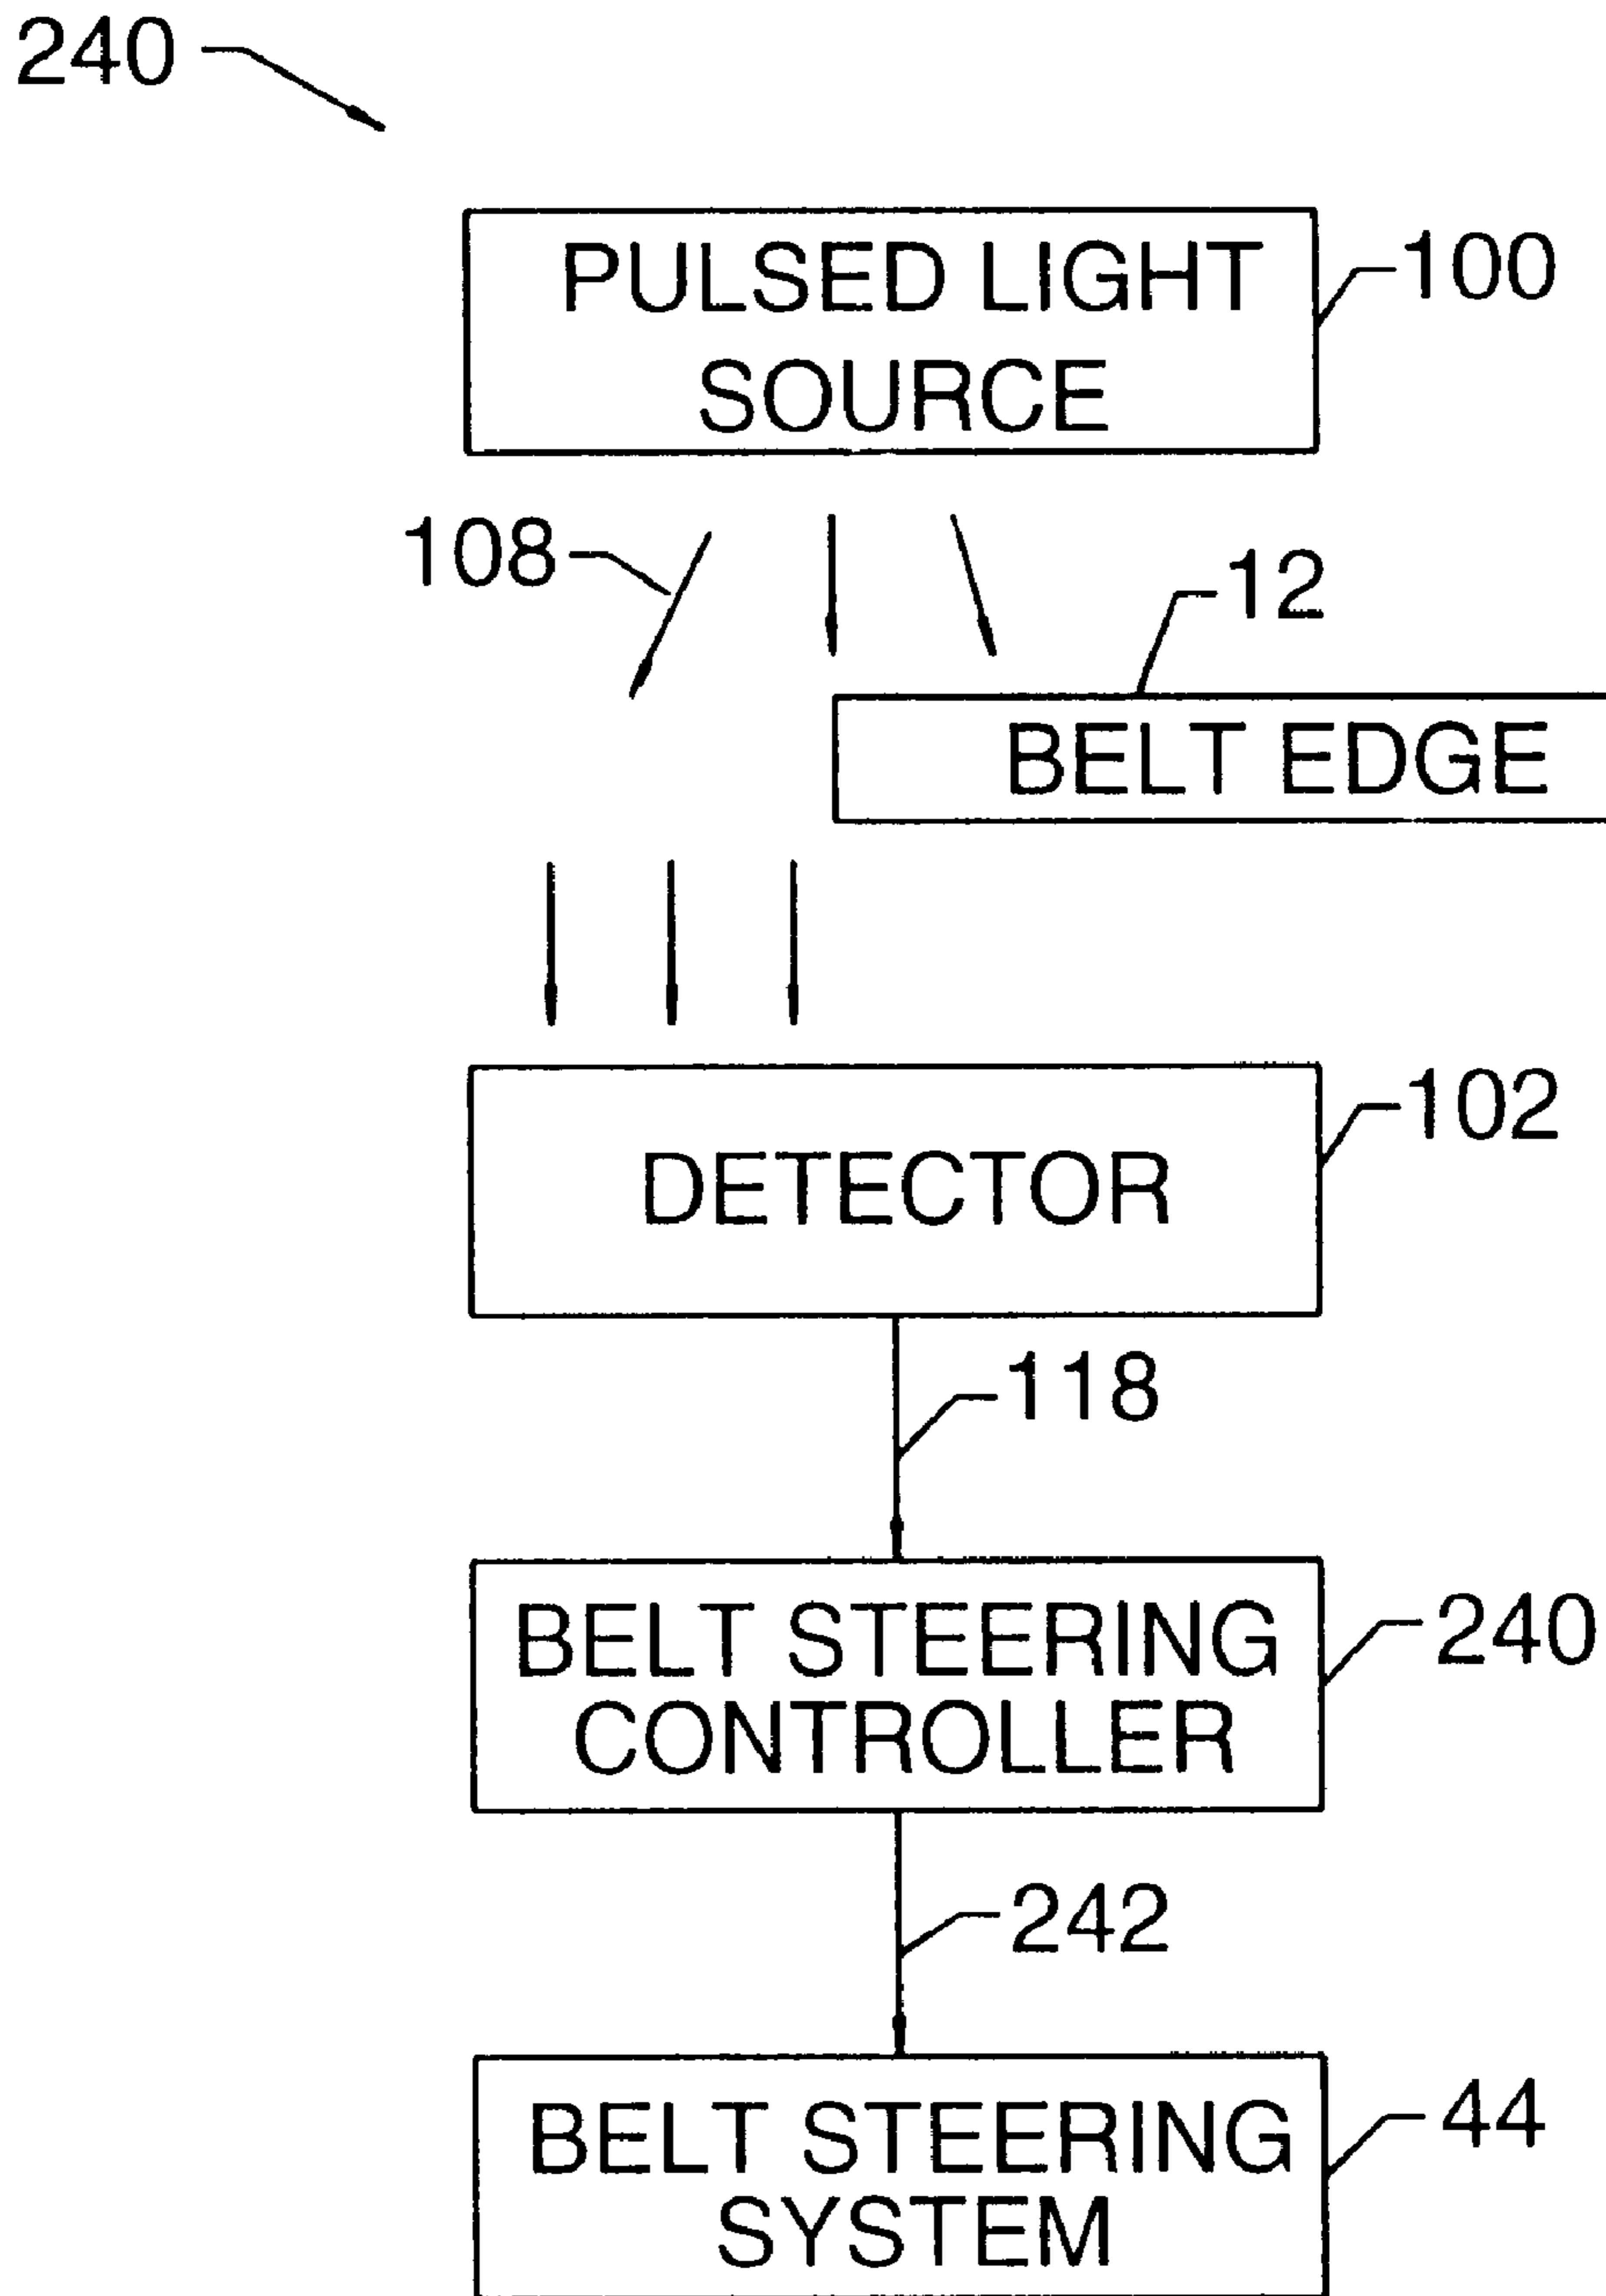 240
PULSED LIGHT
SOURCE
100
108
12
BELT EDGE
DETECTOR
102
118
BELT STEERING
CONTROLLER
240
242
BELT STEERING
SYSTEM
44